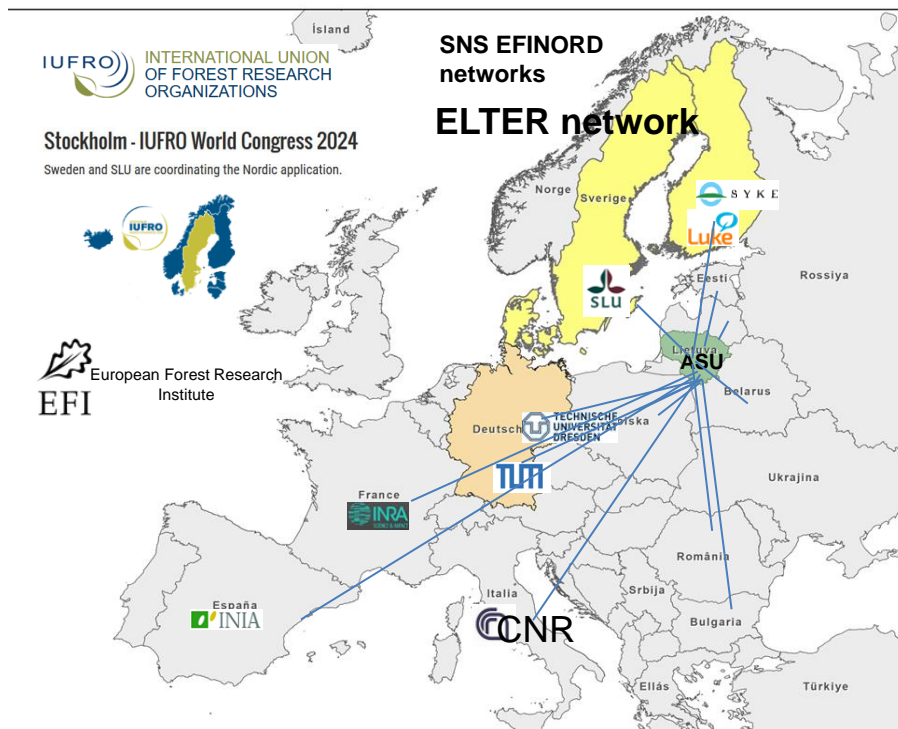 Ísland
IUFRO
INTERNATIONAL UNION
OF FOREST RESEARCH
ORGANIZATIONS
SNS EFINORD
networks
ELTER network
Stockholm - IUFRO World Congress 2024
Sweden and SLU are coordinating the Nordic application.
IUFRO
Norge
Sverige
SYKE
Luke
SLU
Eesti
Rossiya
Lietuva
ASU
Belarus
EFI
European Forest Research
Institute
Deutsch
TECHNISCHE
UNIVERSITÄT
DRESDEN
lska
TUM
Ukrajina
France
INRA
România
España
INIA
Italia
CNR
Srbija
Bulgaria
Ellás
Türkiye